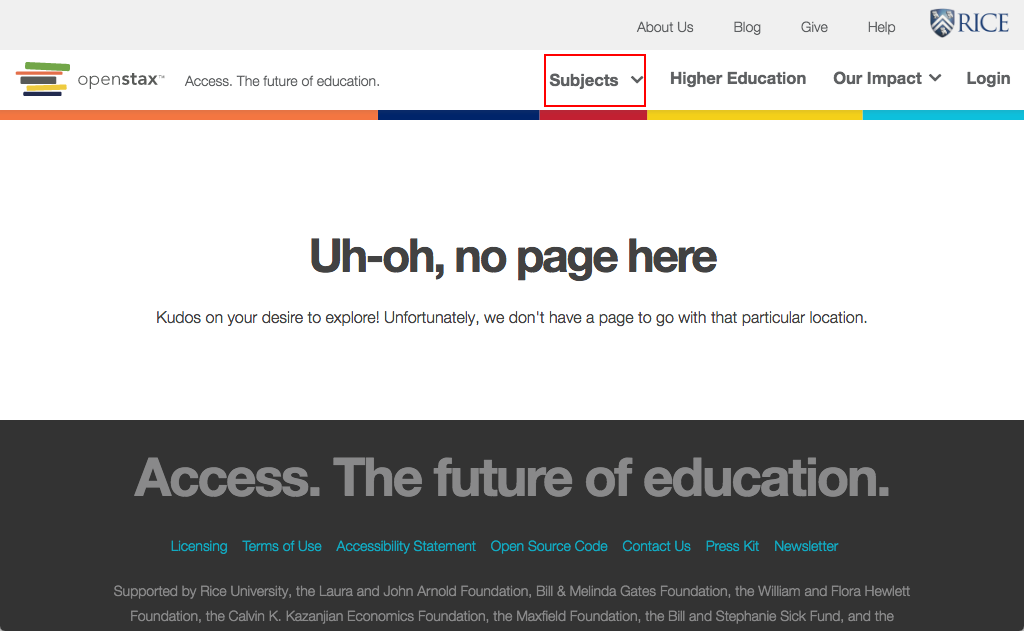 About Us Blog Give Help RICE
openstax™ Access. The future of education. Subjects Higher Education Our Impact Login
Uh-oh, no page here
Kudos on your desire to explore! Unfortunately, we don't have a page to go with that particular location.
Access. The future of education.
Licensing Terms of Use Accessibility Statement Open Source Code Contact Us Press Kit Newsletter
Supported by Rice University, the Laura and John Arnold Foundation, Bill & Melinda Gates Foundation, the William and Flora Hewlett
Foundation, the Calvin K. Kazanjian Economics Foundation, the Maxfield Foundation, the Bill and Stephanie Sick Fund, and the